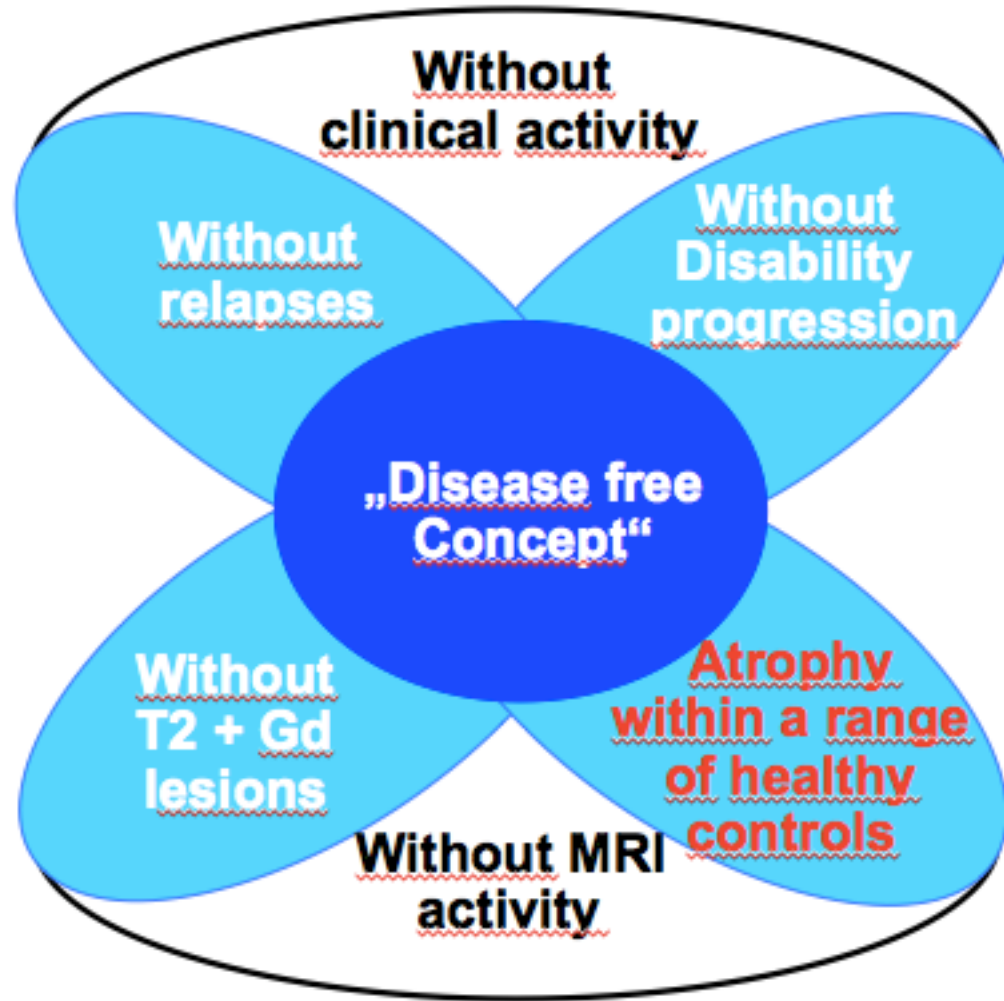 Without
clinical activity
Without
relapses
Without
Disability
progression
„Disease free
Concept“
Without
T2 + Gd
lesions
Atrophy
within a range
of healthy
controls
Without MRI
activity